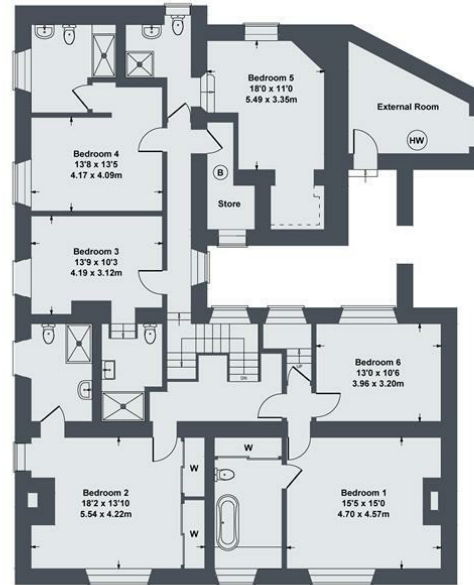 Bedroom 5
18'0 x 11'0
5.49 x 3.35m
External Room
HW
Bedroom 4
13'8 x 13'5
4.17 x 4.09m
B
Store
Bedroom 3
13'9 x 10'3
4.19 x 3.12m
UP
Bedroom 6
13'0 x 10'6
3.96 x 3.20m
W
W
Bedroom 2
18'2 x 13'10
5.54 x 4.22m
Bedroom 1
15'5 x 15'0
4.70 x 4.57m
W